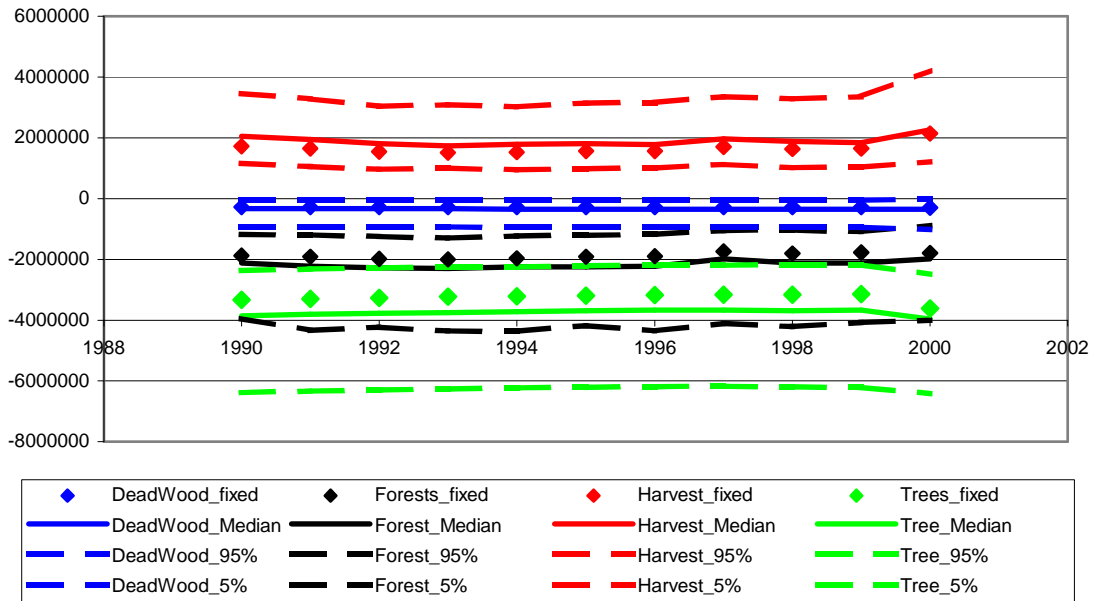 6000000
4000000
2000000
0
-2000000
-4000000
-6000000
-8000000
1988 1990 1992 1994 1996 1998 2000 2002
DeadWood_fixed Forests_fixed Harvest_fixed Trees_fixed
DeadWood_Median Forest_Median Harvest_Median Tree_Median
DeadWood_95% Forest_95% Harvest_95% Tree_95%
DeadWood_5% Forest_5% Harvest_5% Tree_5%